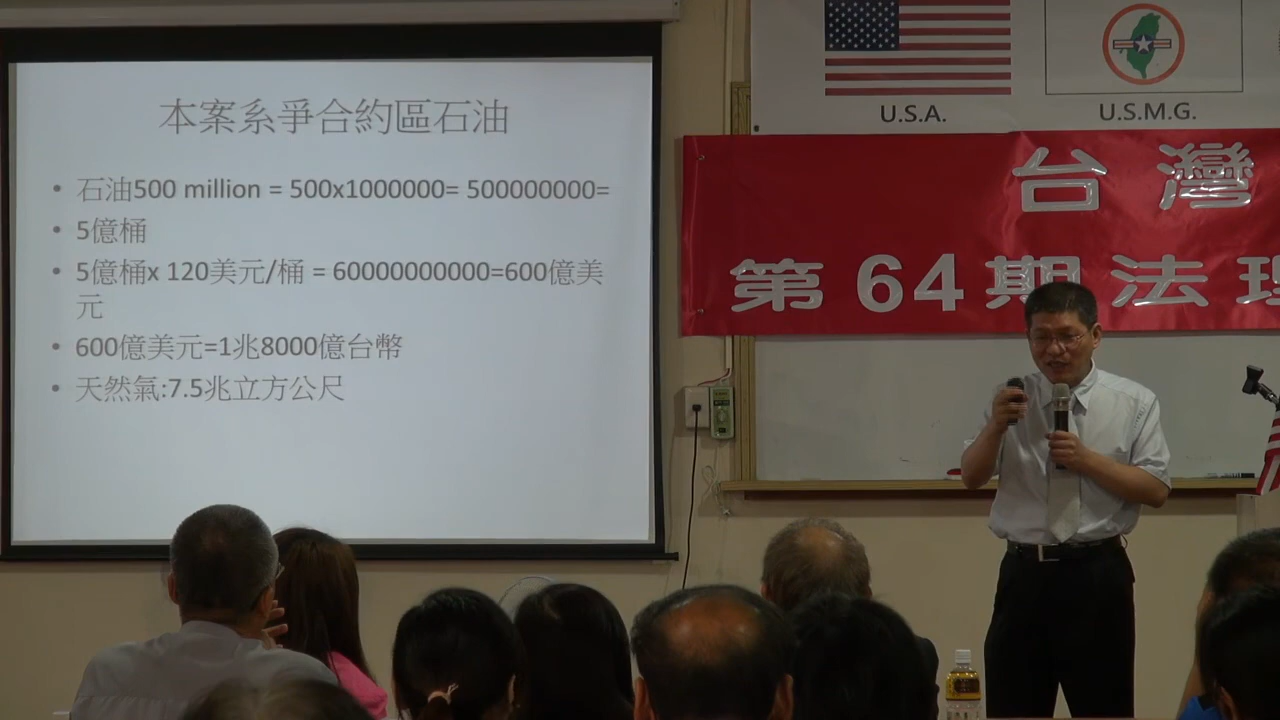 本案系爭合約區石油
• 石油500 million = 500x1000000= 500000000=
• 5億桶
• 5億桶x 120美元/桶 = 60000000000=600億美
元
• 600億美元=1兆8000億台幣
• 天然氣:7.5兆立方公尺
U.S.A.
U.S.M.G.
台灣
第64期法理